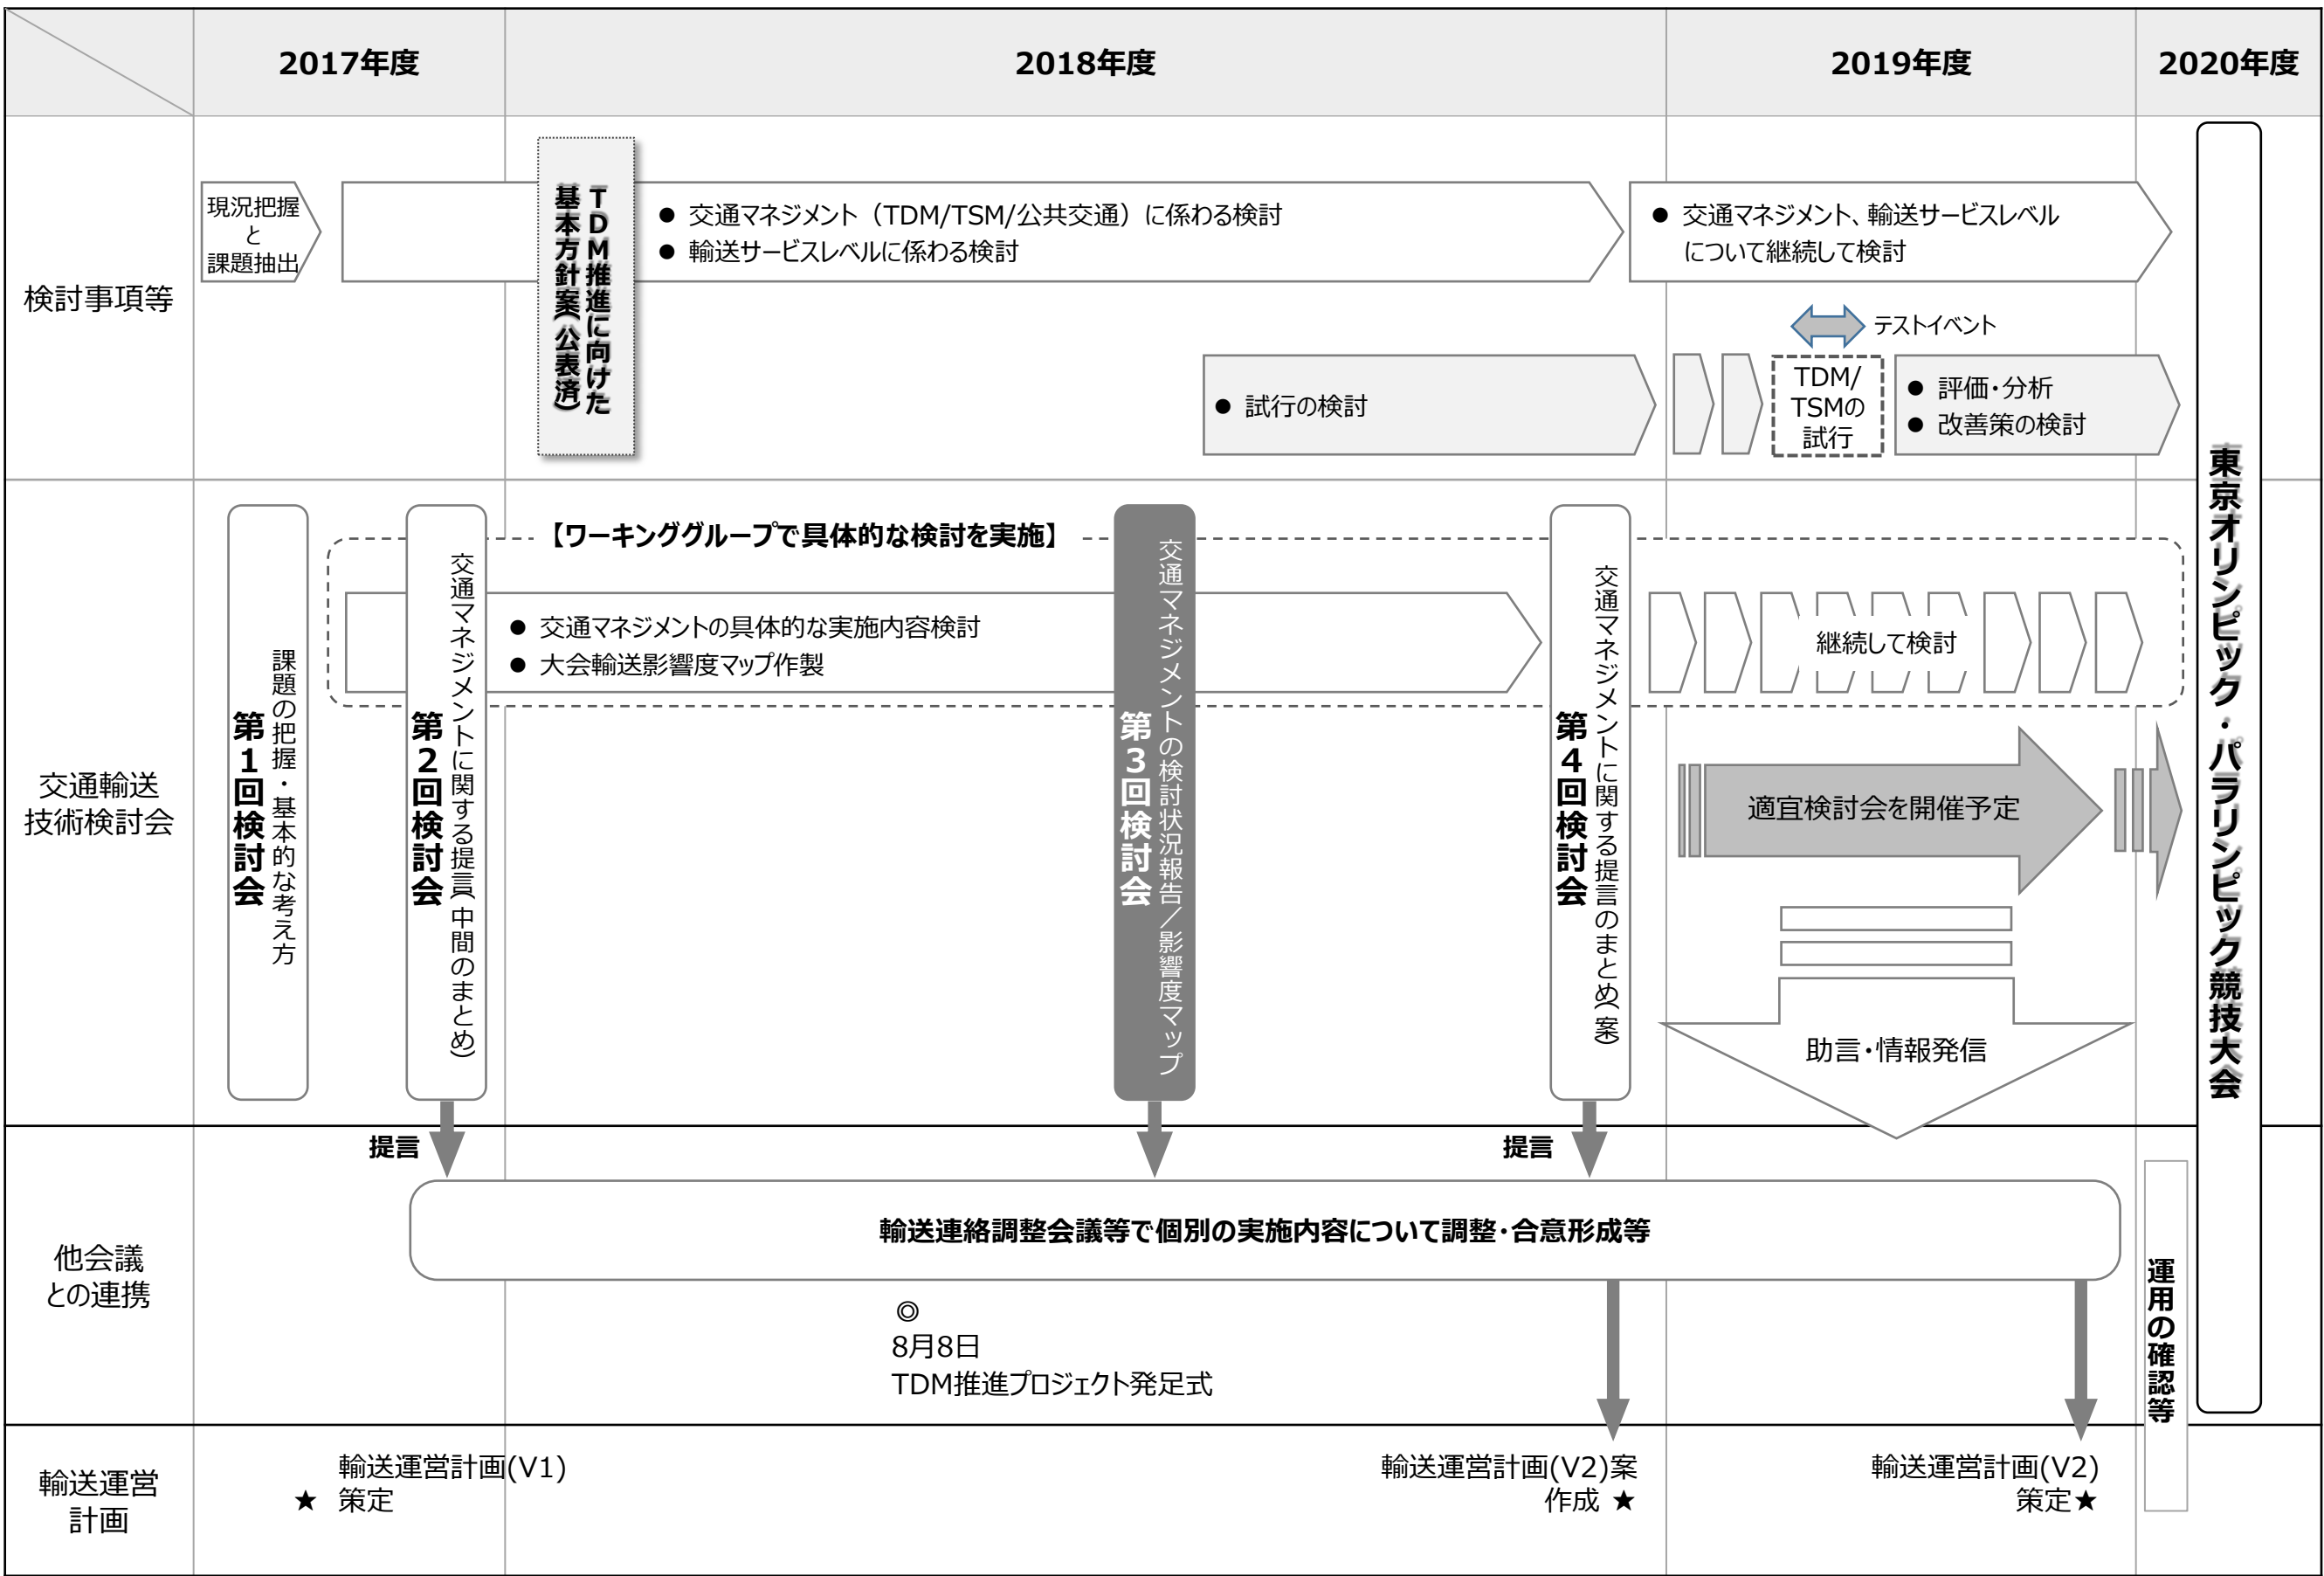 2017年度
2018年度
2019年度
2020年度
検討事項等
現況把握
と
課題抽出
TDM推進に向けた
基本方針案(公表済)
● 交通マネジメント（TDM/TSM/公共交通）に係わる検討
● 輸送サービスレベルに係わる検討
● 交通マネジメント、輸送サービスレベル
について継続して検討
テストイベント
● 試行の検討
TDM/
TSMの
試行
● 評価・分析
● 改善策の検討
東京オリンピック・パラリンピック競技大会
交通輸送
技術検討会
【ワーキンググループで具体的な検討を実施】
課題の把握・基本的な考え方
第1回検討会
交通マネジメントに関する提言(中間のまとめ)
第2回検討会
● 交通マネジメントの具体的な実施内容検討
● 大会輸送影響度マップ作製
交通マネジメントの検討状況報告／影響度マップ
第3回検討会
交通マネジメントに関する提言のまとめ(案)
第4回検討会
継続して検討
適宜検討会を開催予定
助言・情報発信
他会議
との連携
提言
提言
輸送連絡調整会議等で個別の実施内容について調整・合意形成等
◎
8月8日
TDM推進プロジェクト発足式
運用の確認等
輸送運営
計画
輸送運営計画(V1)
★ 策定
輸送運営計画(V2)案
作成 ★
輸送運営計画(V2)
策定★